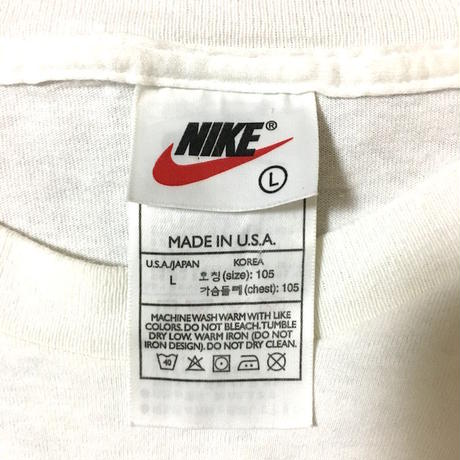 NIKE®
L
MADE IN U.S.A.
U.S.A./JAPAN KOREA
L 호칭(size): 105
가슴둘레(chest): 105
MACHINE WASH WARM WITH LIKE
COLORS. DO NOT BLEACH. TUMBLE
DRY LOW. WARM IRON (DO NOT
IRON DESIGN). DO NOT DRY CLEAN.
40